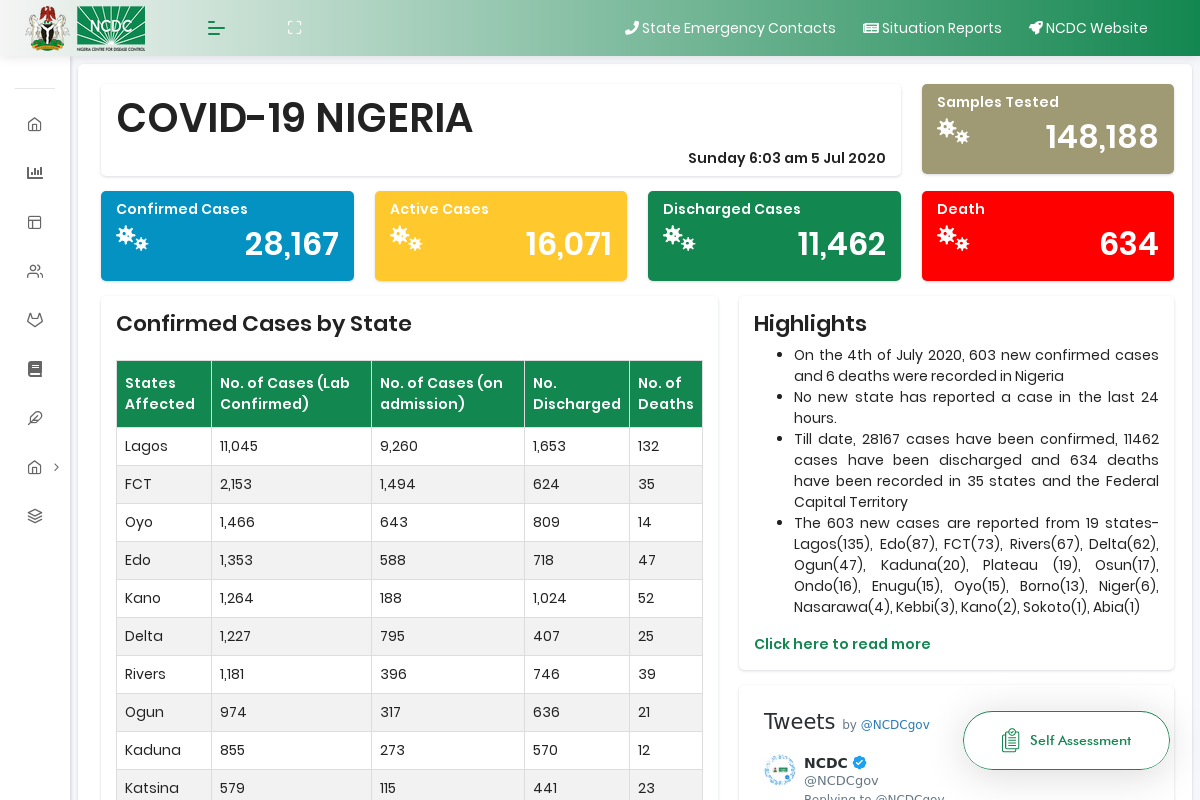 NCDC
NIGERIA CENTRE FOR DISEASE CONTROL
State Emergency Contacts
Situation Reports
NCDC Website
COVID-19 NIGERIA
Sunday 6:03 am 5 Jul 2020
Samples Tested
148,188
Confirmed Cases
28,167
Active Cases
16,071
Discharged Cases
11,462
Death
634
Confirmed Cases by State
States Affected | No. of Cases (Lab Confirmed) | No. of Cases (on admission) | No. Discharged | No. of Deaths
Lagos 11,045 9,260 1,653 132
FCT 2,153 1,494 624 35
Oyo 1,466 643 809 14
Edo 1,353 588 718 47
Kano 1,264 188 1,024 52
Delta 1,227 795 407 25
Rivers 1,181 396 746 39
Ogun 974 317 636 21
Kaduna 855 273 570 12
Katsina 579 115 441 23
Highlights
On the 4th of July 2020, 603 new confirmed cases
and 6 deaths were recorded in Nigeria
No new state has reported a case in the last 24
hours.
Till date, 28167 cases have been confirmed, 11462
cases have been discharged and 634 deaths
have been recorded in 35 states and the Federal
Capital Territory
The 603 new cases are reported from 19 states-
Lagos(135), Edo(87), FCT(73), Rivers(67), Delta(62),
Ogun(47), Kaduna(20), Plateau (19), Osun(17),
Ondo(16), Enugu(15), Oyo(15), Borno(13), Niger(6),
Nasarawa(4), Kebbi(3), Kano(2), Sokoto(1), Abia(1)
Click here to read more
Tweets by @NCDCgov
NCDC
@NCDCgov
Replying to @NCDCgov
Self Assessment